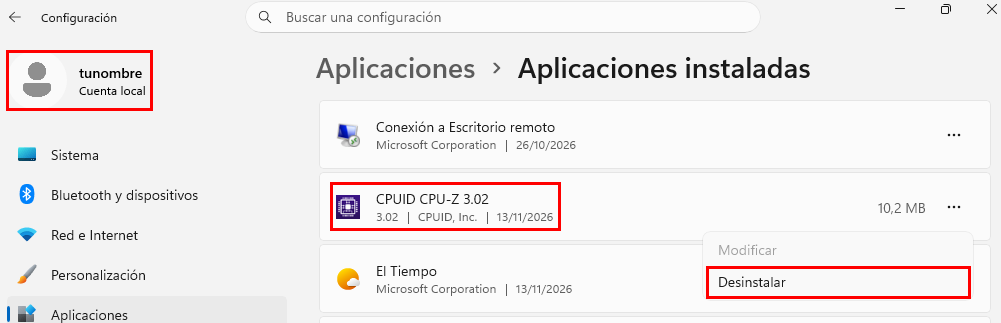 Configuración
Buscar una configuración
tunombre
Cuenta local
Sistema
Bluetooth y dispositivos
Red e Internet
Personalización
Aplicaciones
Aplicaciones > Aplicaciones instaladas
Conexión a Escritorio remoto
Microsoft Corporation | 26/10/2026
CPUID CPU-Z 3.02
3.02 | CPUID, Inc. | 13/11/2026
10,2 MB
Modificar
Desinstalar
El Tiempo
Microsoft Corporation | 13/11/2026